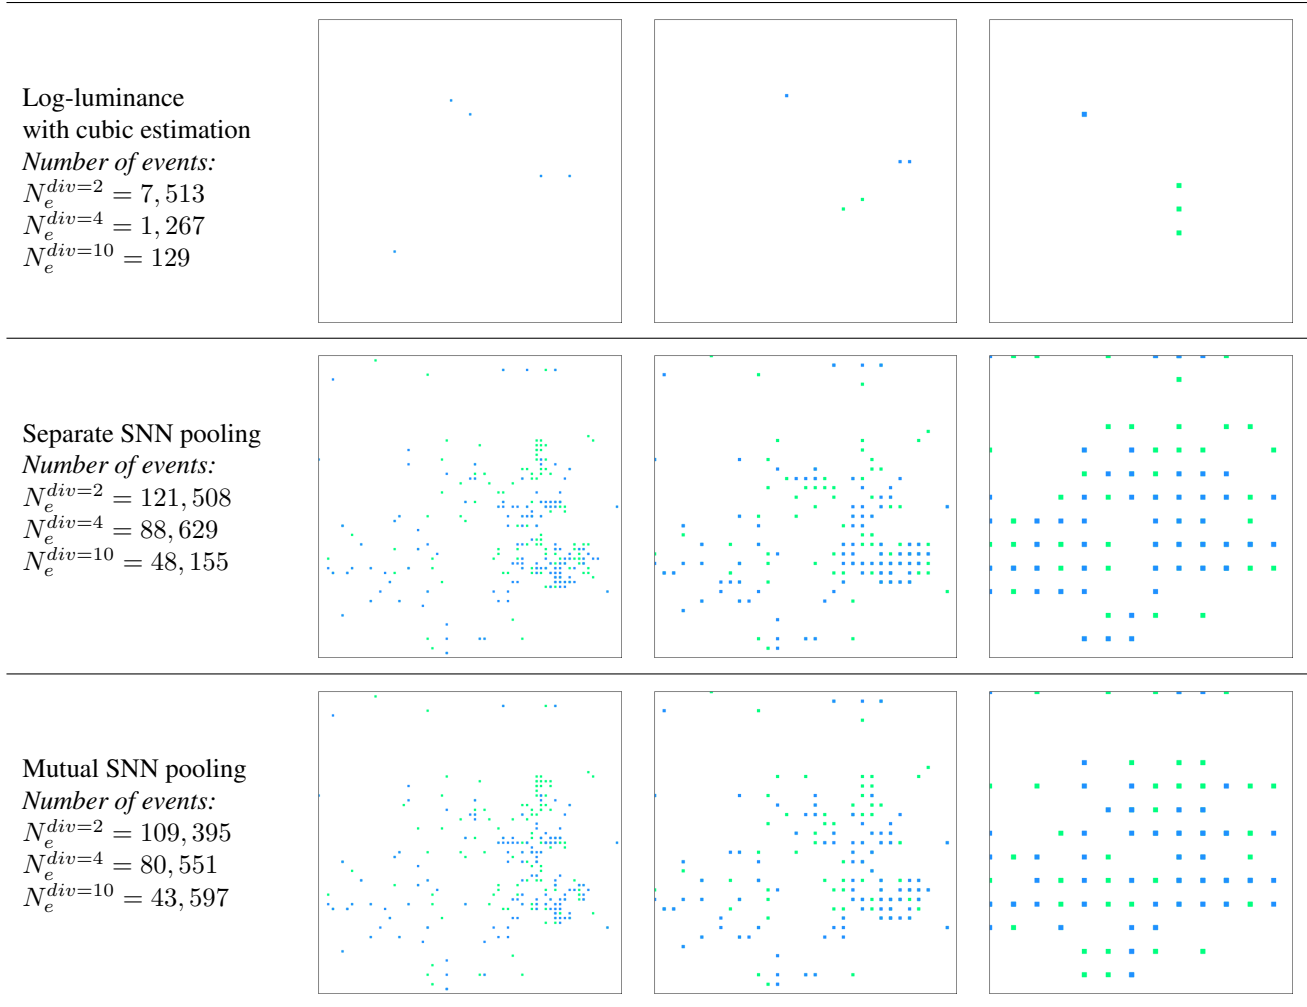 Log-luminance
with cubic estimation
Number of events:
$N_e^{div=2} = 7,513$
$N_e^{div=4} = 1,267$
$N_e^{div=10} = 129$
Separate SNN pooling
Number of events:
$N_e^{div=2} = 121,508$
$N_e^{div=4} = 88,629$
$N_e^{div=10} = 48,155$
Mutual SNN pooling
Number of events:
$N_e^{div=2} = 109,395$
$N_e^{div=4} = 80,551$
$N_e^{div=10} = 43,597$